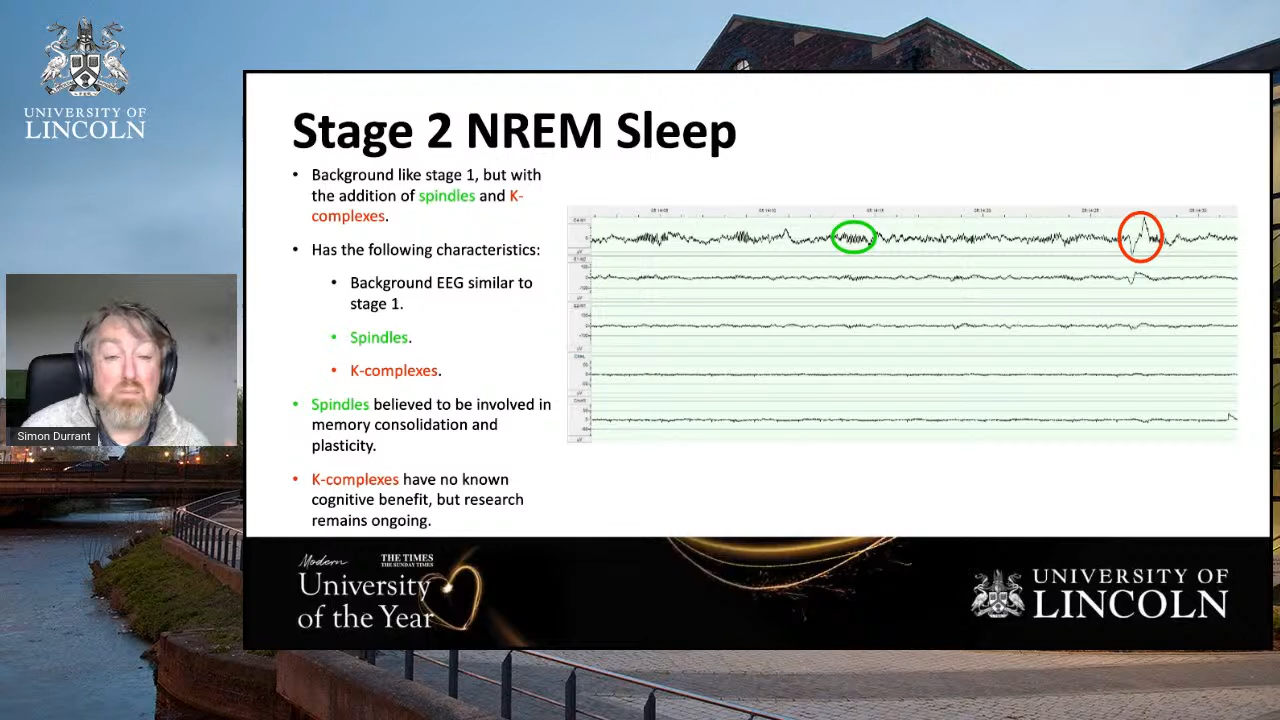 UNIVERSITY OF
LINCOLN
Stage 2 NREM Sleep
• Background like stage 1, but with
the addition of spindles and K-
complexes.
• Has the following characteristics:
• Background EEG similar to
stage 1.
• Spindles.
• K-complexes.
• Spindles believed to be involved in
memory consolidation and
plasticity.
• K-complexes have no known
cognitive benefit, but research
remains ongoing.
Simon Durrant
Modern
THE TIMES
THE SUNDAY TIMES
University
of the Year
UNIVERSITY OF
LINCOLN